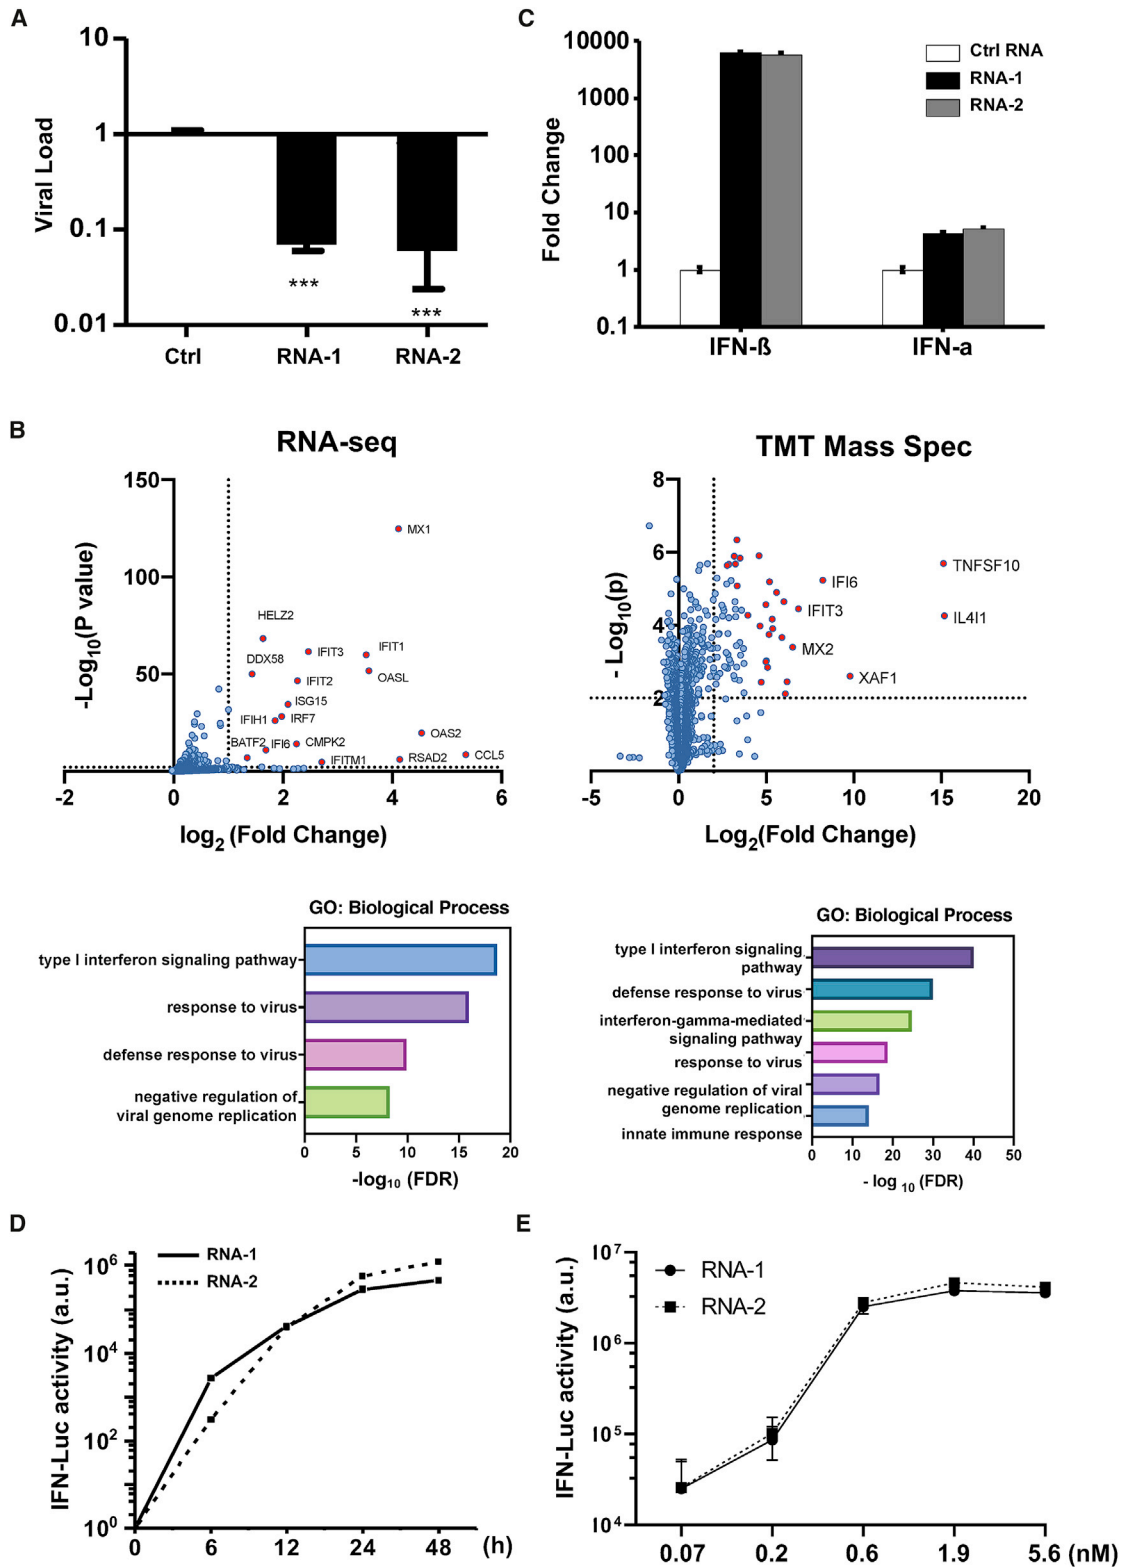 A
10
1
0.1
0.01
Viral Load
***
***
Ctrl
RNA-1
RNA-2
C
10000
1000
100
10
1
0.1
Fold Change
Ctrl RNA
RNA-1
RNA-2
IFN-ß
IFN-a
B
RNA-seq
150
100
50
-Log10(P value)
MX1
HELZ2
DDX58
IFIT3
IFIT1
IFIT2
OASL
ISG15
IFIH1
IRF7
BATF2
IFI6
CMPK2
OAS2
IFITM1
RSAD2
CCL5
-2
0
2
4
6
log2 (Fold Change)
TMT Mass Spec
8
6
4
2
- Log10(p)
TNFSF10
IFI6
IFIT3
IL4I1
MX2
XAF1
-5
0
5
10
15
20
Log2(Fold Change)
GO: Biological Process
type I interferon signaling pathway
response to virus
defense response to virus
negative regulation of
viral genome replication
0
5
10
15
20
-log10 (FDR)
GO: Biological Process
type I interferon signaling
pathway
defense response to virus
interferon-gamma-mediated
signaling pathway
response to virus
negative regulation of viral
genome replication
innate immune response
0
10
20
30
40
50
- log 10 (FDR)
D
10^6
10^4
10^2
10^0
IFN-Luc activity (a.u.)
RNA-1
RNA-2
0
6
12
24
48
(h)
E
10^7
10^6
10^5
10^4
IFN-Luc activity (a.u.)
RNA-1
RNA-2
0.07
0.2
0.6
1.9
5.6
(nM)